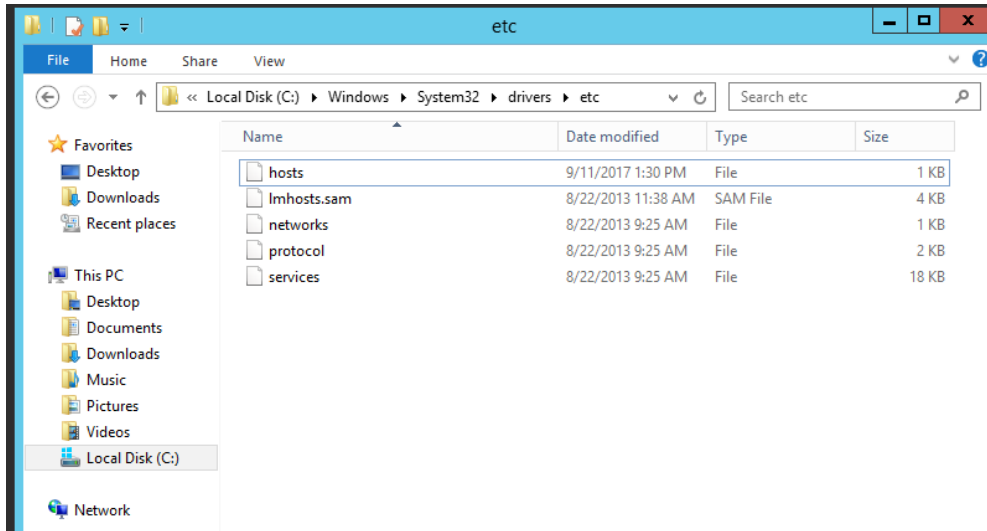 etc
File Home Share View
« Local Disk (C:) Windows System32 drivers etc Search etc
Name Date modified Type Size
Favorites
Desktop
Downloads
Recent places
This PC
Desktop
Documents
Downloads
Music
Pictures
Videos
Local Disk (C:)
Network
hosts 9/11/2017 1:30 PM File 1 KB
lmhosts.sam 8/22/2013 11:38 AM SAM File 4 KB
networks 8/22/2013 9:25 AM File 1 KB
protocol 8/22/2013 9:25 AM File 2 KB
services 8/22/2013 9:25 AM File 18 KB